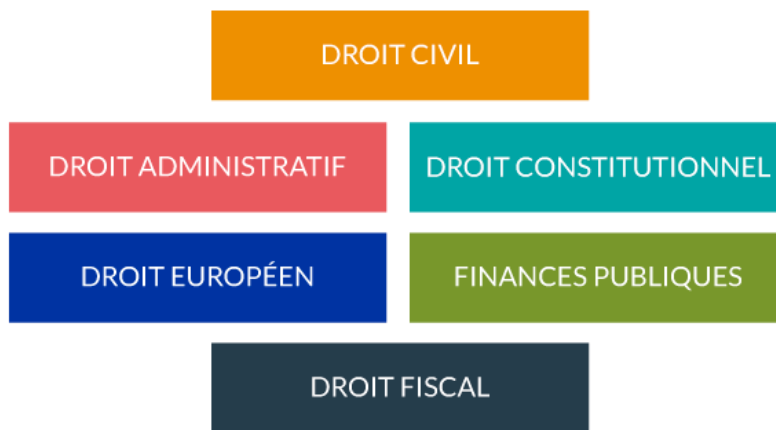 DROIT CIVIL
DROIT ADMINISTRATIF
DROIT CONSTITUTIONNEL
DROIT EUROPÉEN
FINANCES PUBLIQUES
DROIT FISCAL